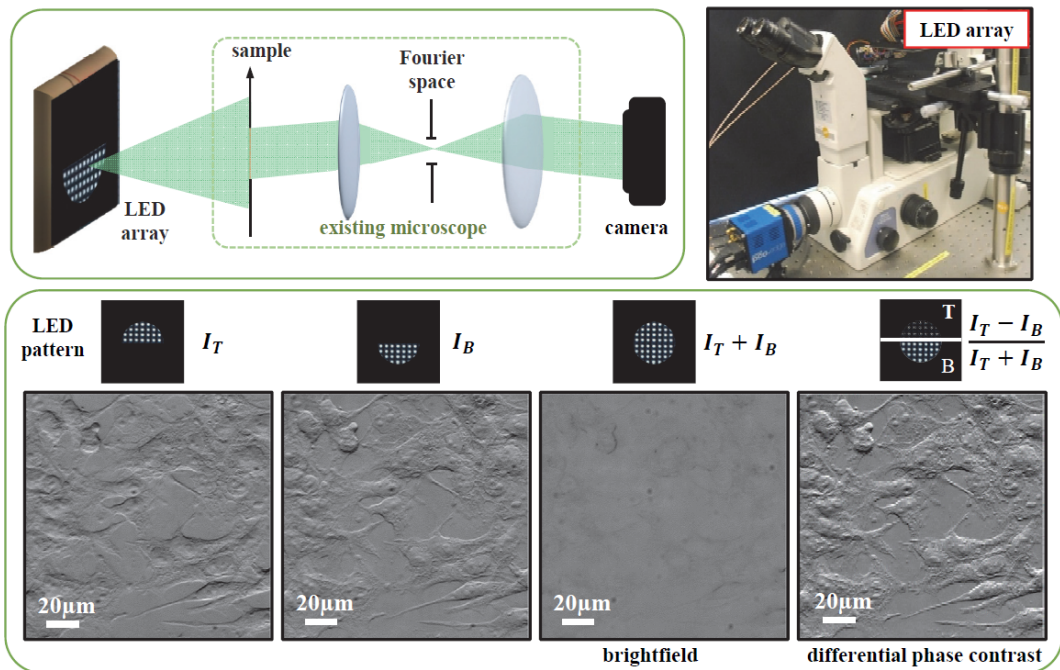 sample
Fourier
space
LED
array
existing microscope
camera
LED array
LED
pattern
I_T
I_B
I_T + I_B
T
B
I_T − I_B
I_T + I_B
20μm
20μm
20μm
20μm
brightfield
differential phase contrast